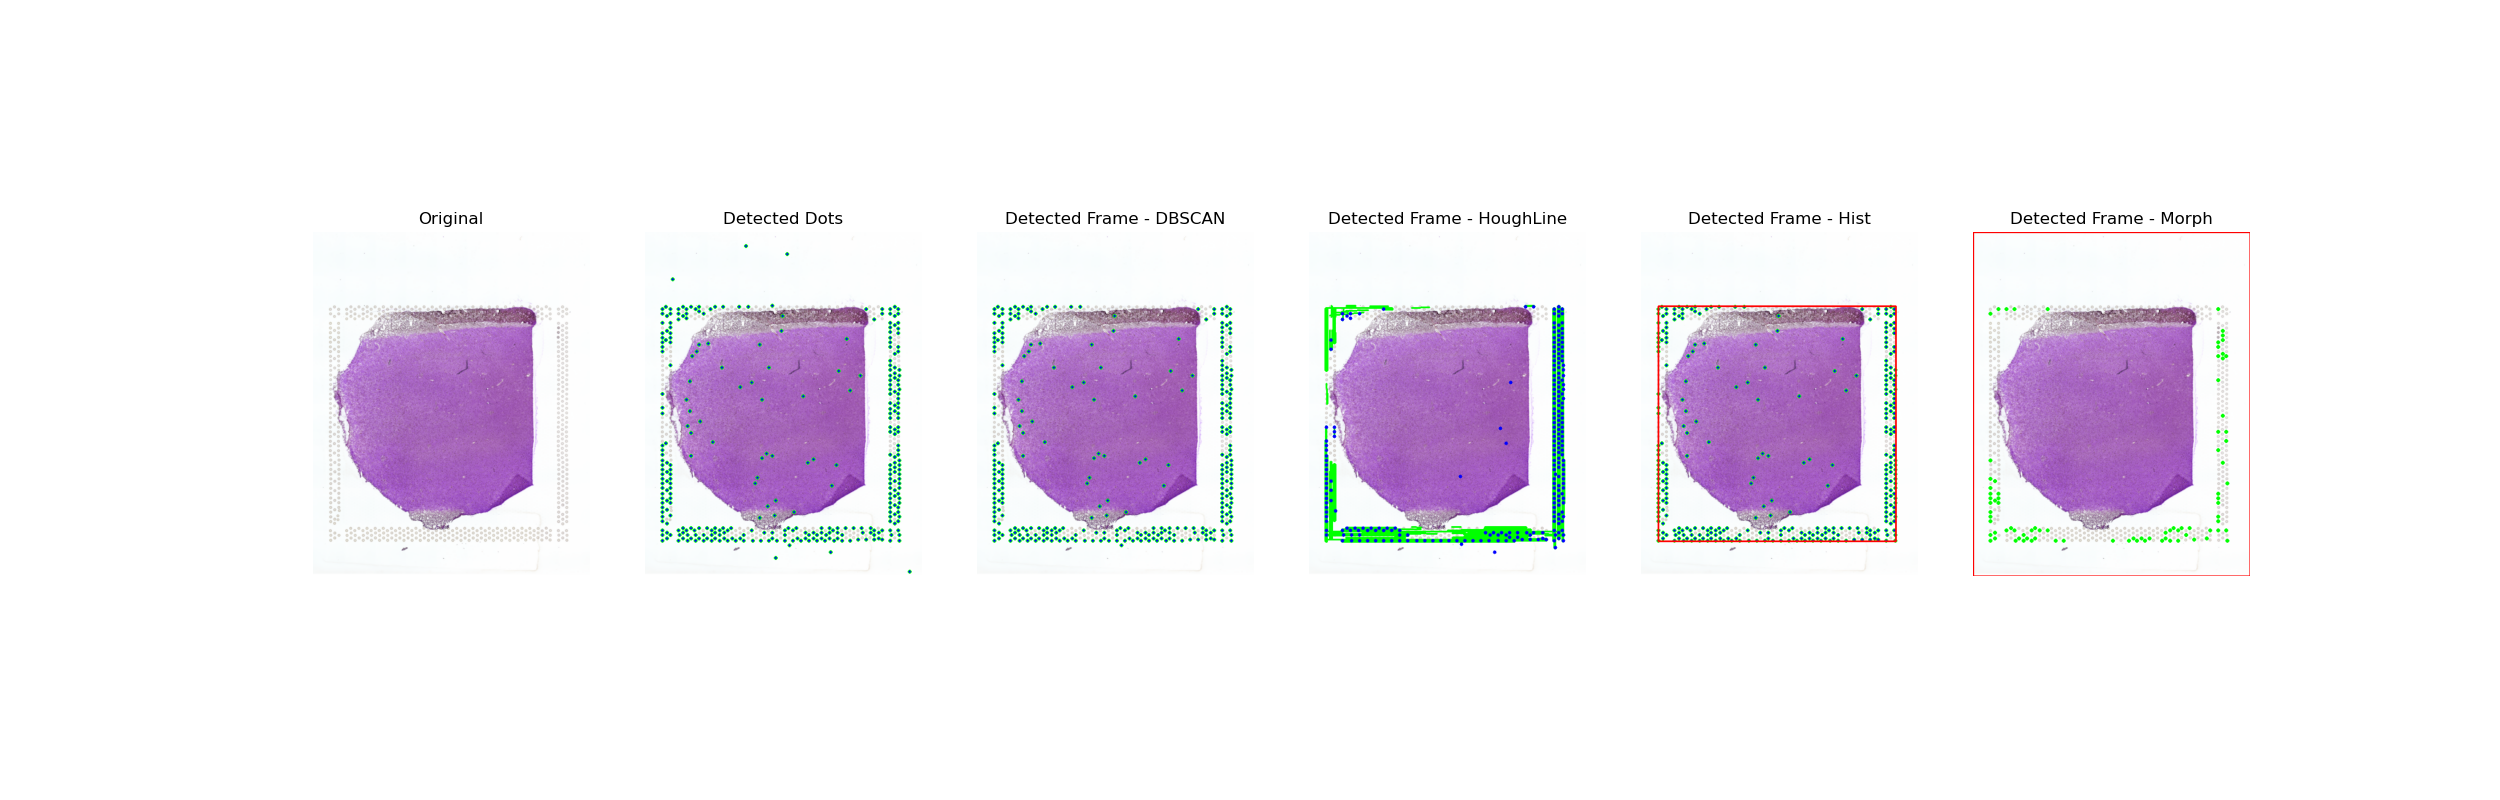 Original
Detected Dots
Detected Frame - DBSCAN
Detected Frame - HoughLine
Detected Frame - Hist
Detected Frame - Morph